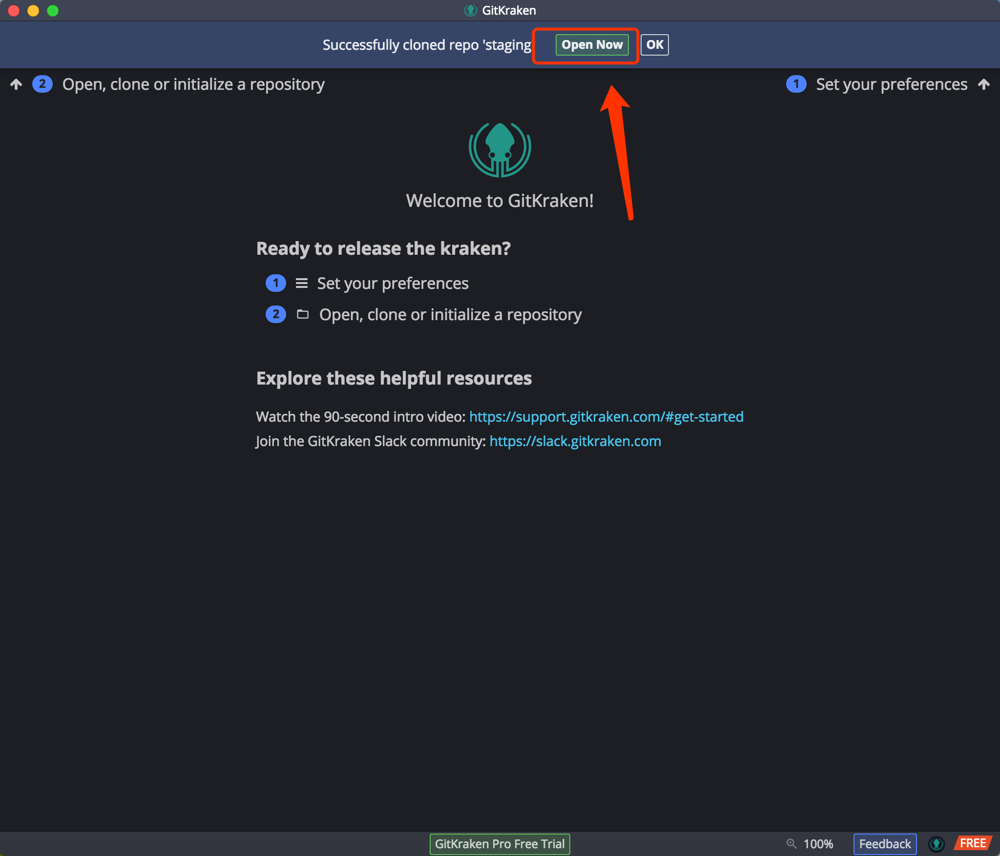 GitKraken
Successfully cloned repo 'staging
Open Now
OK
2 Open, clone or initialize a repository
1 Set your preferences
Welcome to GitKraken!
Ready to release the kraken?
1 Set your preferences
2 Open, clone or initialize a repository
Explore these helpful resources
Watch the 90-second intro video: https://support.gitkraken.com/#get-started
Join the GitKraken Slack community: https://slack.gitkraken.com
GitKraken Pro Free Trial
100%
Feedback
FREE